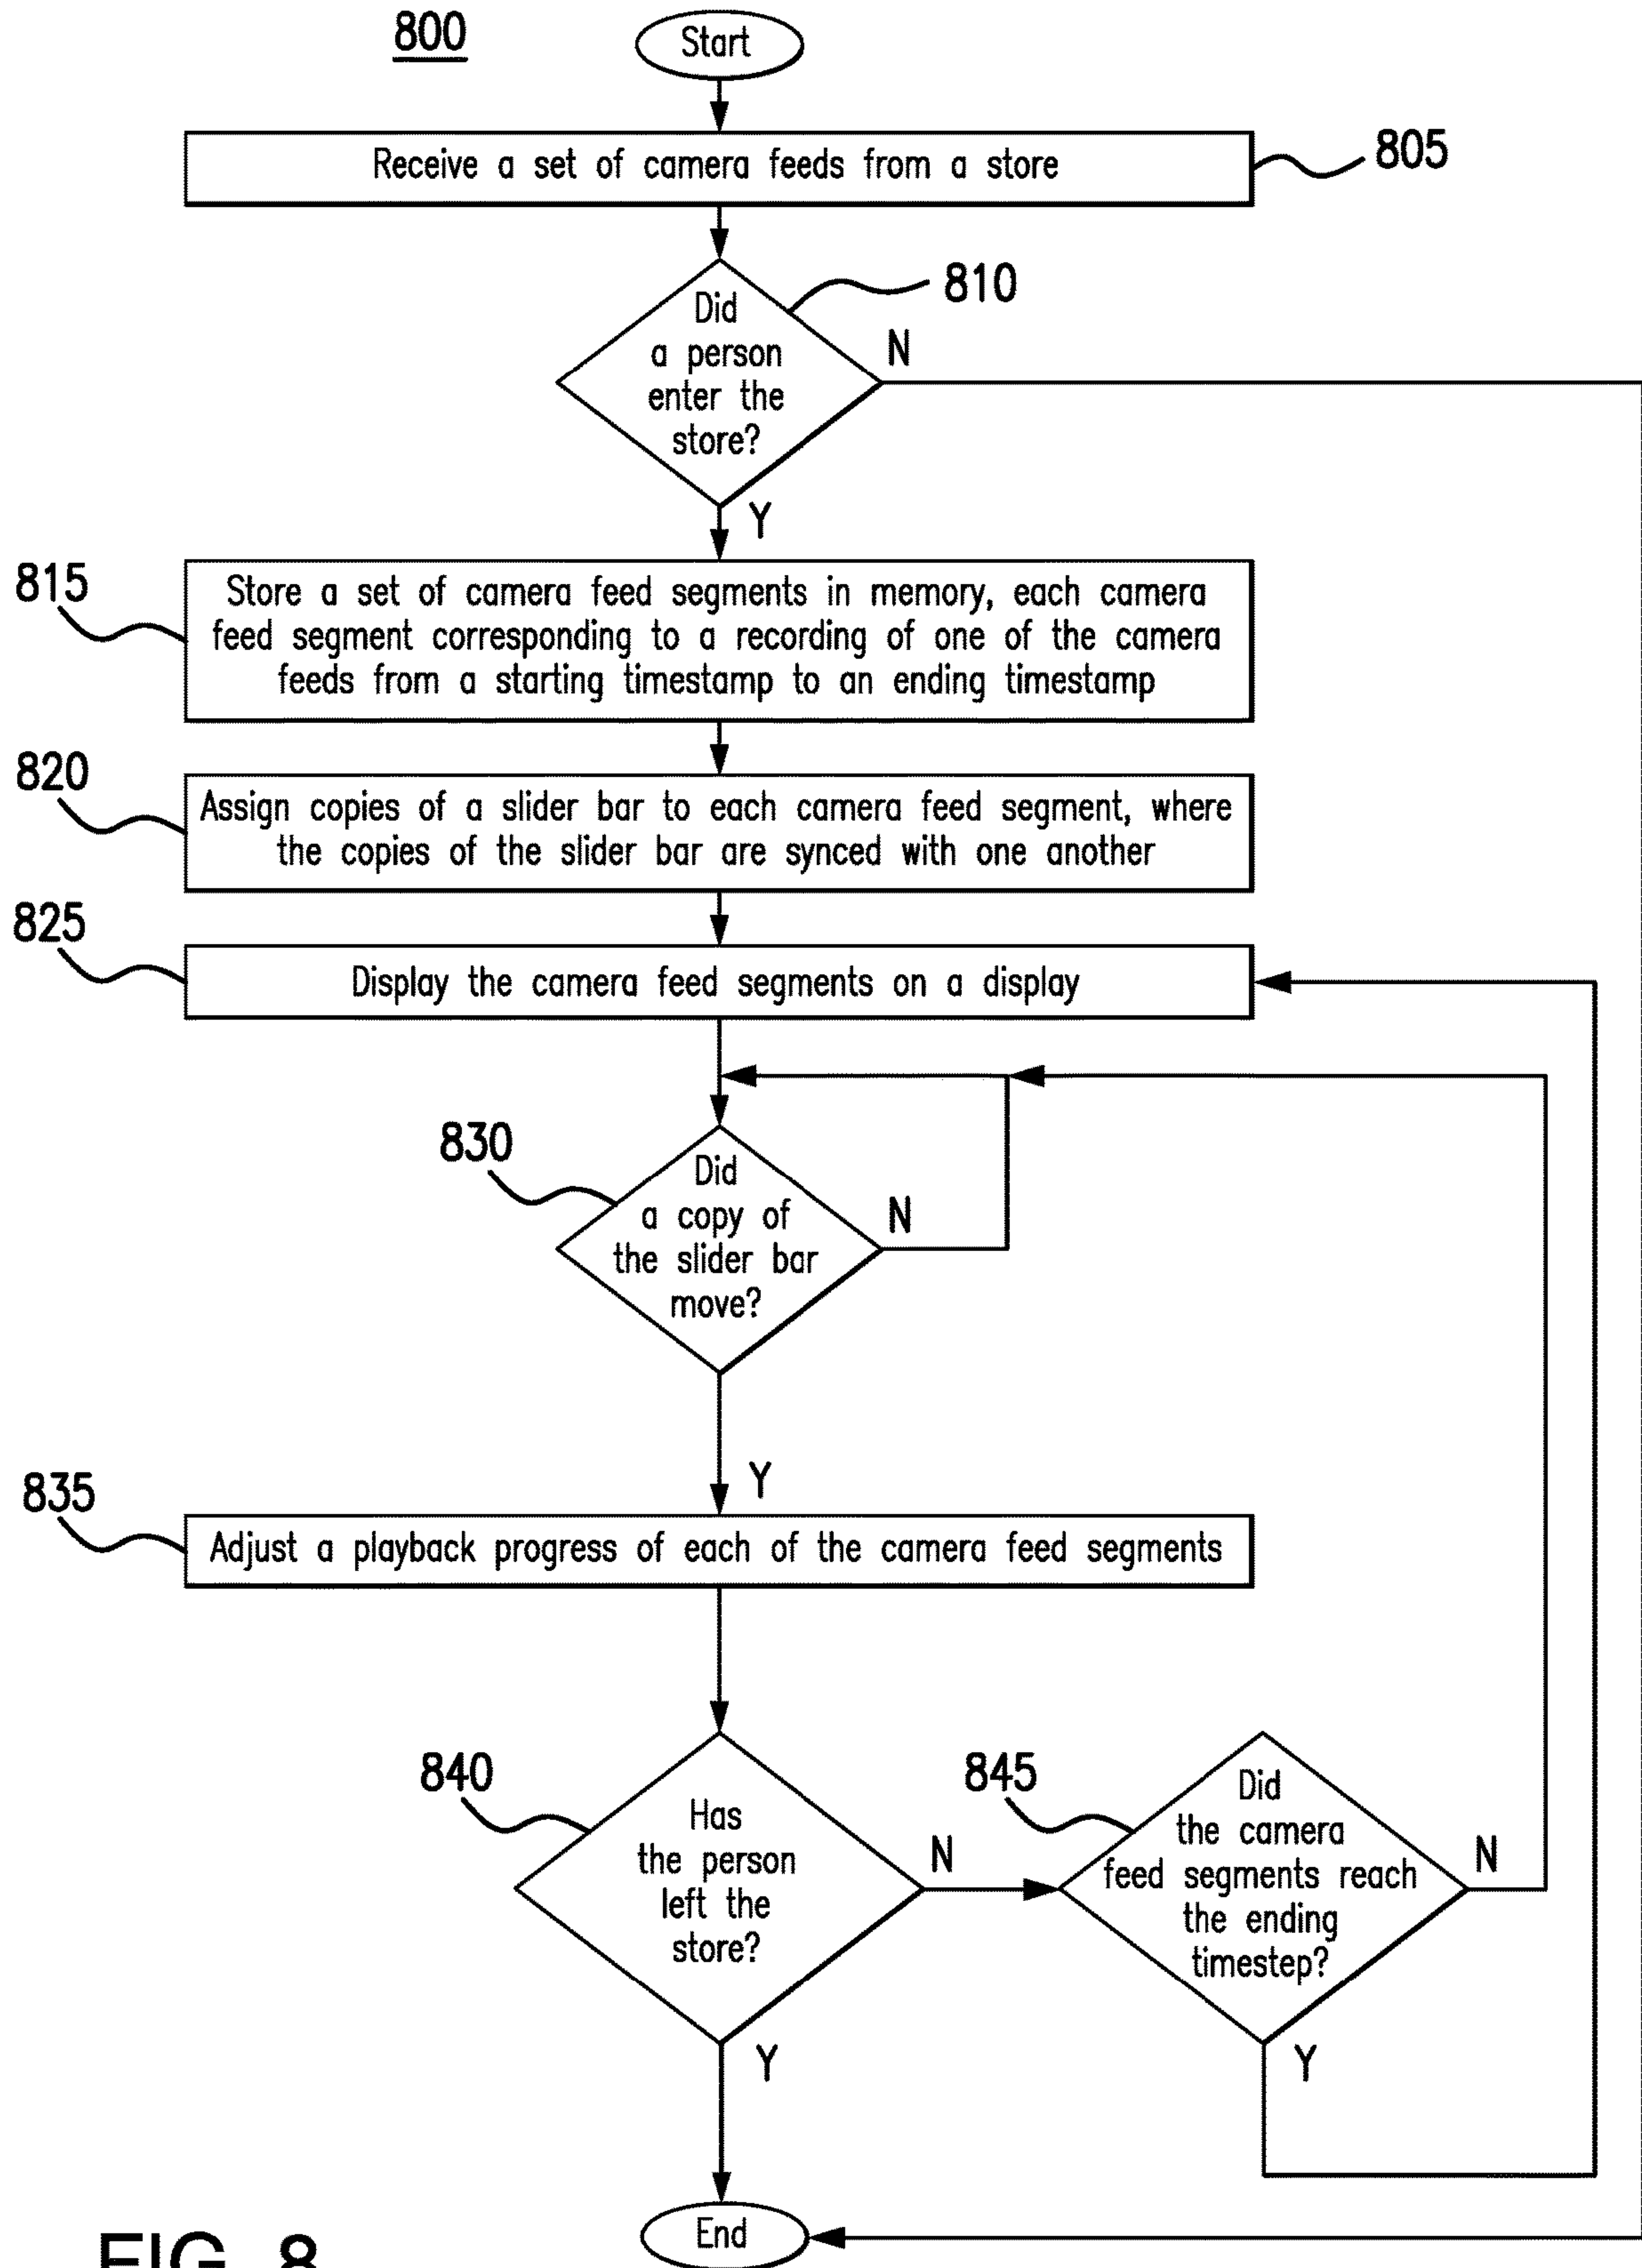 800
Start
Receive a set of camera feeds from a store
805
810
Did
a person
enter the
store?
N
Y
815
Store a set of camera feed segments in memory, each camera
feed segment corresponding to a recording of one of the camera
feeds from a starting timestamp to an ending timestamp
820
Assign copies of a slider bar to each camera feed segment, where
the copies of the slider bar are synced with one another
825
Display the camera feed segments on a display
830
Did
a copy of
the slider bar
move?
N
Y
835
Adjust a playback progress of each of the camera feed segments
840
Has
the person
left the
store?
N
Y
845
Did
the camera
feed segments reach
the ending
timestep?
N
Y
End
FIG. 8